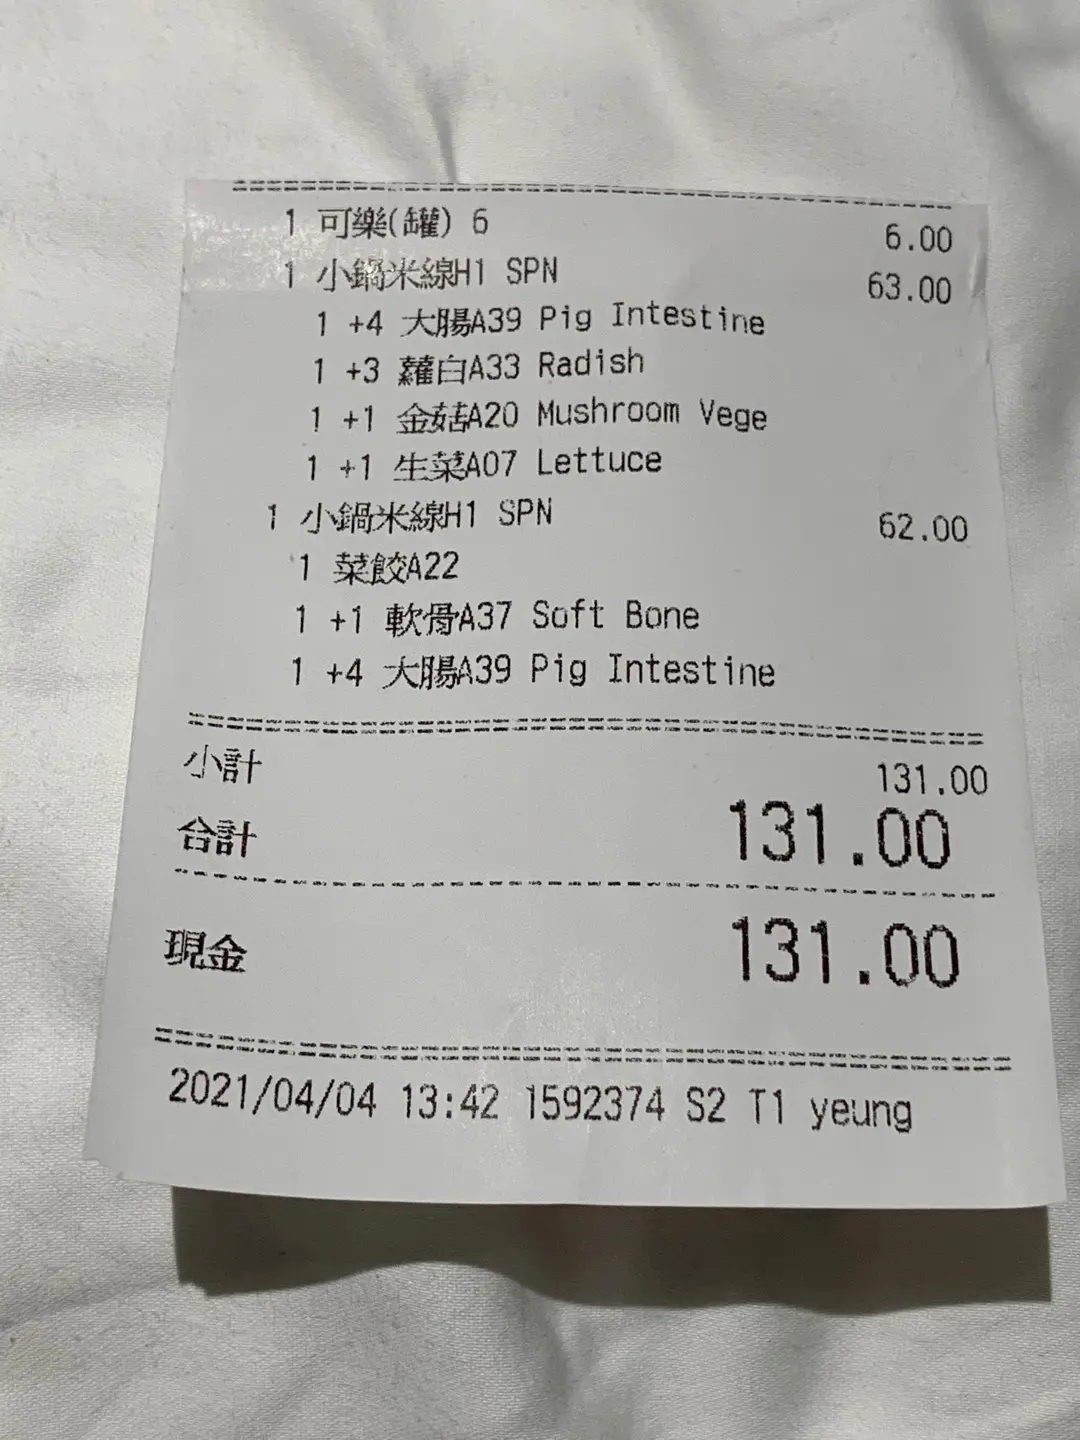 1 可樂(罐) 6 6.00
1 小鍋米線H1 SPN 63.00
1 +4 大腸A39 Pig Intestine
1 +3 蘿白A33 Radish
1 +1 金菇A20 Mushroom Vege
1 +1 生菜A07 Lettuce
1 小鍋米線H1 SPN 62.00
1 菜餃A22
1 +1 軟骨A37 Soft Bone
1 +4 大腸A39 Pig Intestine
小計 131.00
合計 131.00
現金 131.00
2021/04/04 13:42 1592374 S2 T1 yeung